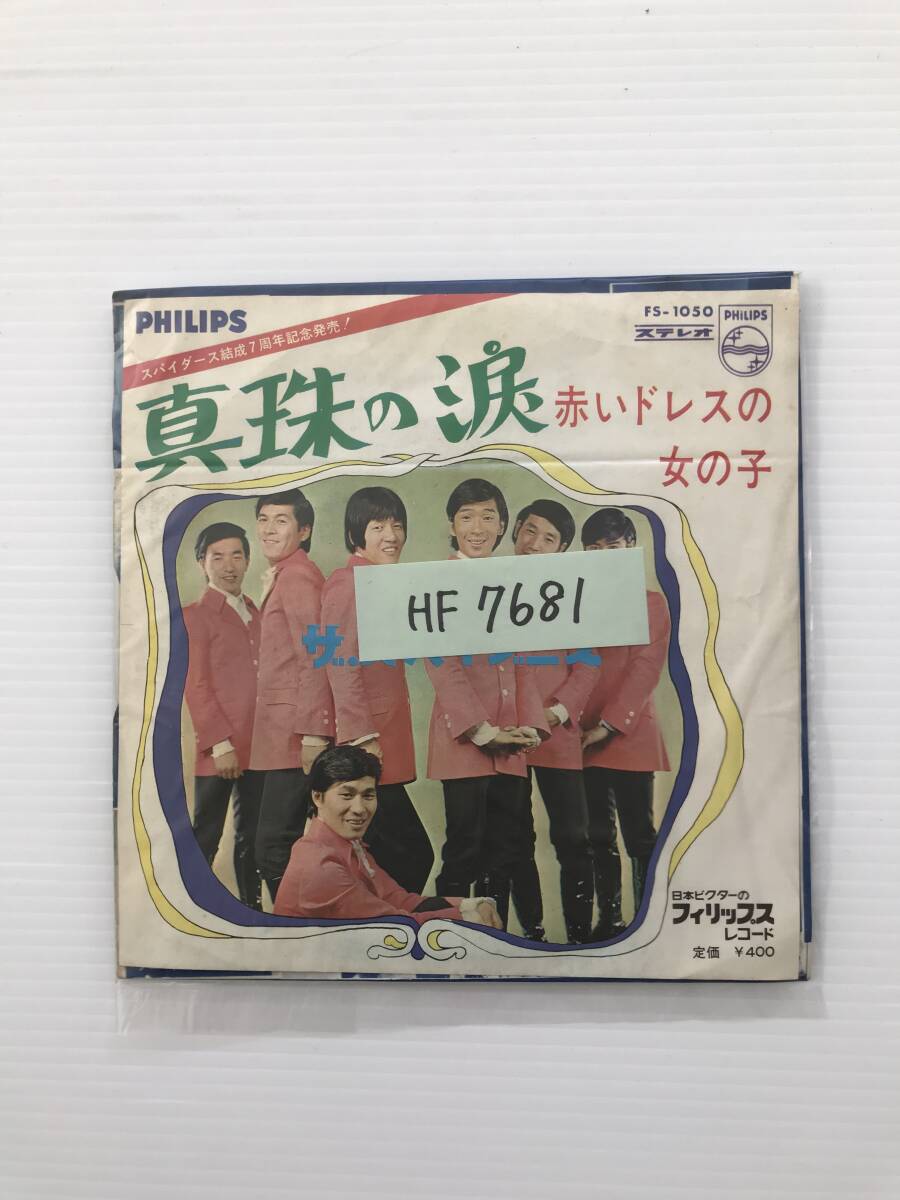 PHILIPS
スパイダース結成7周年記念発売!
FS-1050
ステレオ
PHILIPS
真珠の涙
赤いドレスの
女の子
HF 7681
日本ビクターの
フィリップス
レコード
定価 ¥400